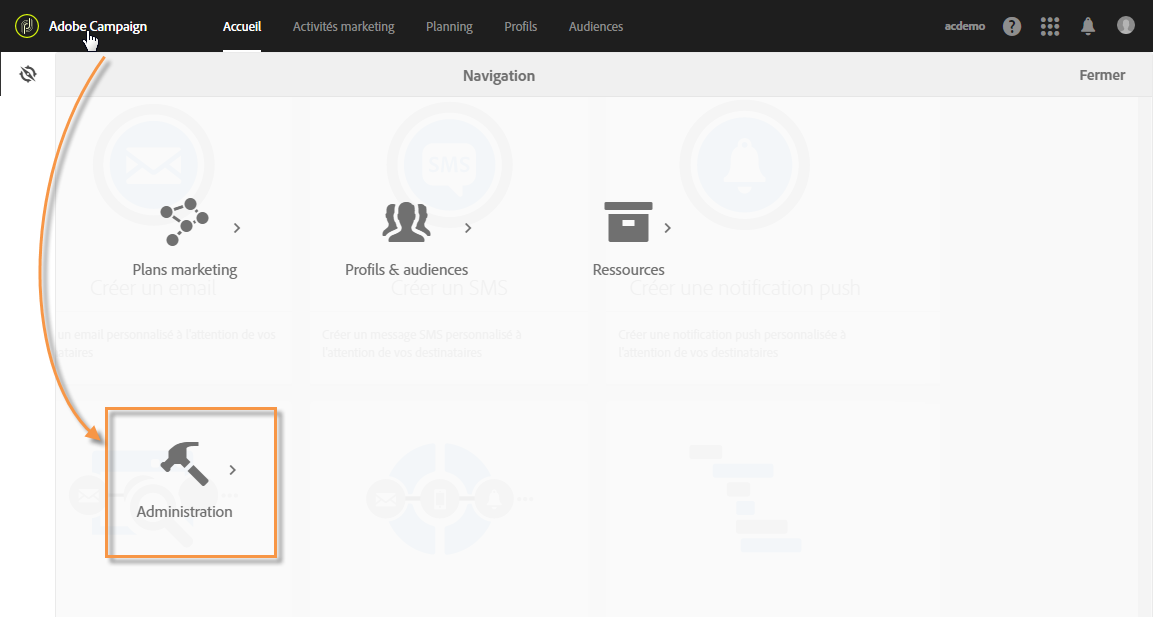 Adobe Campaign
Accueil
Activités marketing
Planning
Profils
Audiences
acdemo
?
Navigation
Fermer
SMS
Plans marketing
Profils & audiences
Ressources
Créer un email
Créer un SMS
Créer une notification push
un email personnalisé à l'attention de vos
ataires.
Créer un message SMS personnalisé à
l'attention de vos destinataires.
Créer une notification push personnalisée à
l'attention de vos destinataires.
Administration